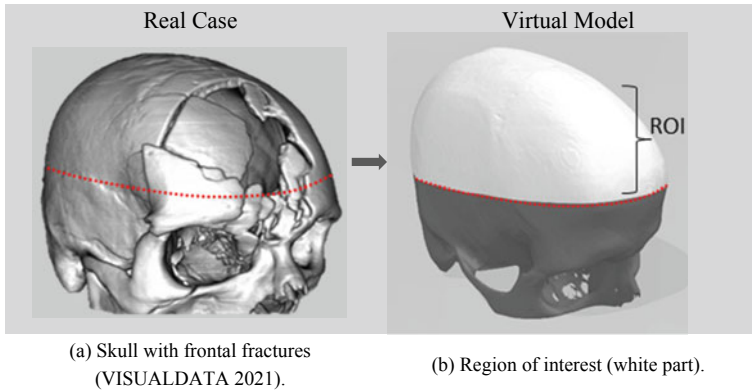 Real Case
Virtual Model
ROI
(a) Skull with frontal fractures
(VISUALDATA 2021).
(b) Region of interest (white part).